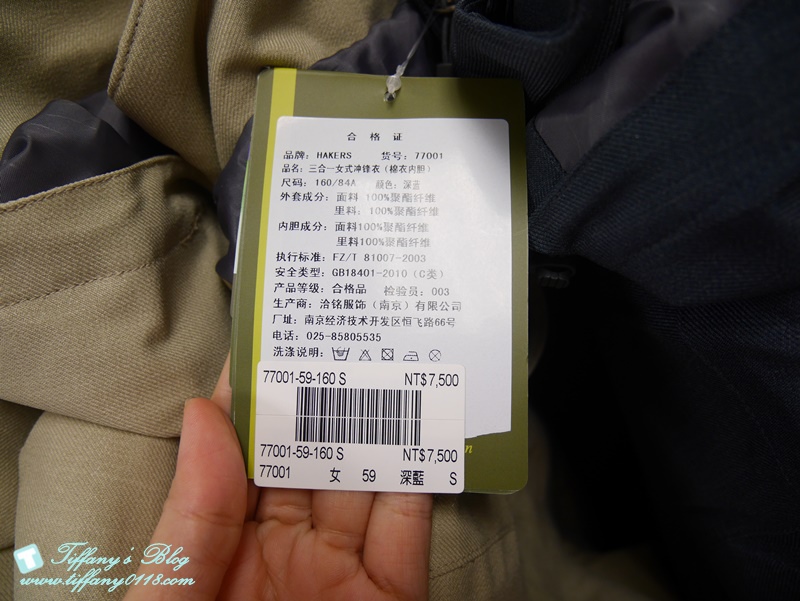 合格证
品牌：HAKERS 货号：77001
品名：三合一女式冲锋衣（棉衣内胆）
尺码：160/84A 颜色：深蓝
外套成分：面料 100%聚酯纤维
里料：100%聚酯纤维
内胆成分：面料100%聚酯纤维
里料100%聚酯纤维
执行标准：FZ/T 81007-2003
安全类型：GB18401-2010（C类）
产品等级：合格品 检验员：003
生产商：洽铭服饰（南京）有限公司
厂址：南京经济技术开发区恒飞路66号
电话：025-85805535
洗涤说明：
77001-59-160 S NT$7,500
77001-59-160 S NT$7,500
77001 女 59 深藍 S
Tiffany's Blog
www.tiffany0118.com